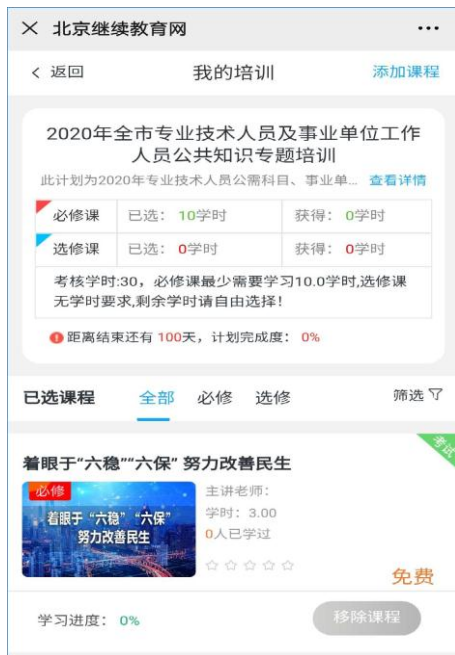 北京继续教育网
返回 我的培训 添加课程
2020年全市专业技术人员及事业单位工作
人员公共知识专题培训
此计划为2020年专业技术人员公需科目、事业单... 查看详情
必修课 已选：10学时 获得：0学时
选修课 已选：0学时 获得：0学时
考核学时:30，必修课最少需要学习10.0学时,选修课
无学时要求,剩余学时请自由选择！
距离结束还有 100天，计划完成度： 0%
已选课程 全部 必修 选修 筛选
考试
着眼于“六稳”“六保” 努力改善民生
必修
着眼于“六稳”“六保”
努力改善民生
主讲老师：
学时：3.00
0人已学过
免费
学习进度： 0% 移除课程